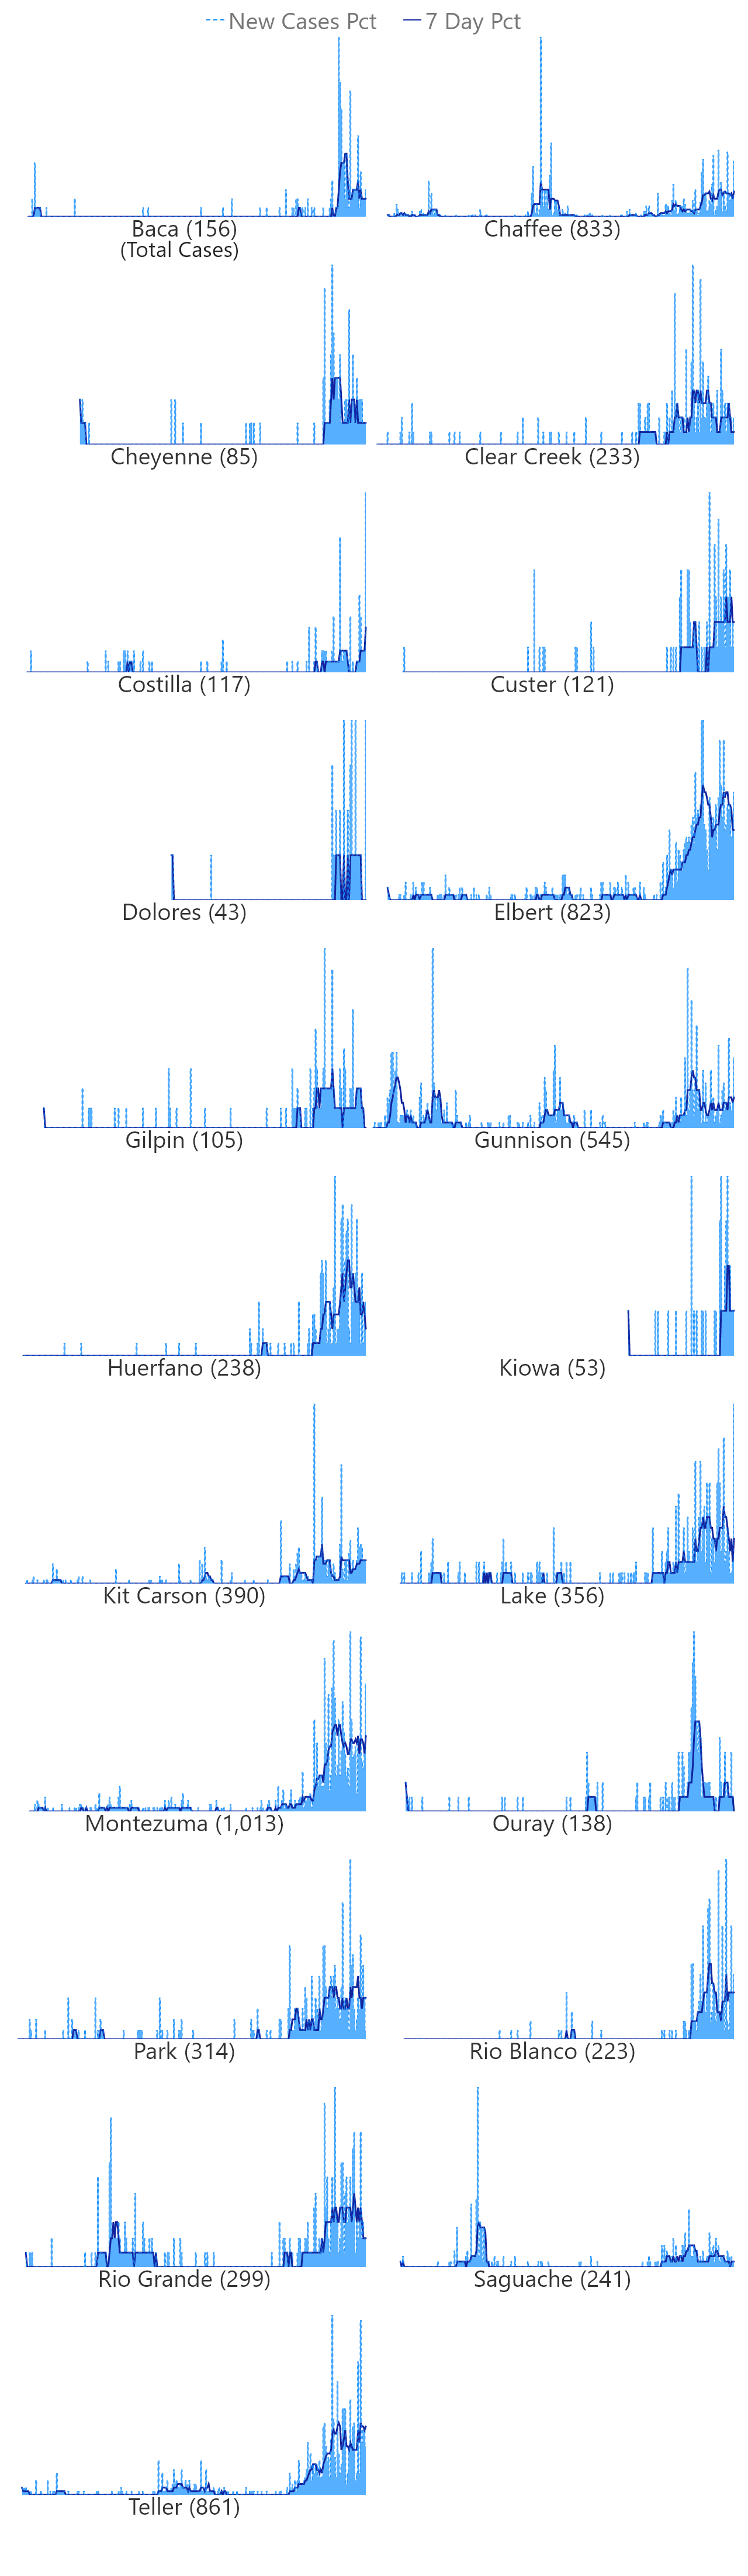 New Cases Pct 7 Day Pct
Baca (156) Chaffee (833)
(Total Cases)
Cheyenne (85) Clear Creek (233)
Costilla (117) Custer (121)
Dolores (43) Elbert (823)
Gilpin (105) Gunnison (545)
Huerfano (238) Kiowa (53)
Kit Carson (390) Lake (356)
Montezuma (1,013) Ouray (138)
Park (314) Rio Blanco (223)
Rio Grande (299) Saguache (241)
Teller (861)